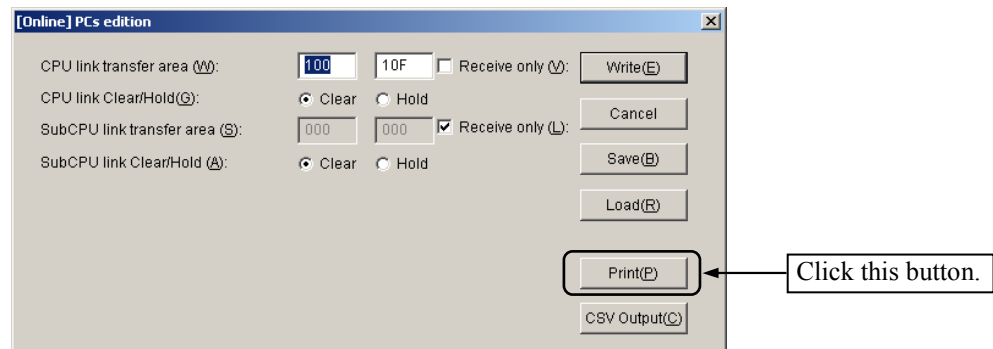 [Online] PCs edition
CPU link transfer area (W): 100 10F Receive only (V): Write(E)
CPU link Clear/Hold(G): Clear Hold
Cancel
SubCPU link transfer area (S): 000 000 Receive only (L):
SubCPU link Clear/Hold (A): Clear Hold Save(B)
Load(R)
Print(P) Click this button.
CSV Output(C)